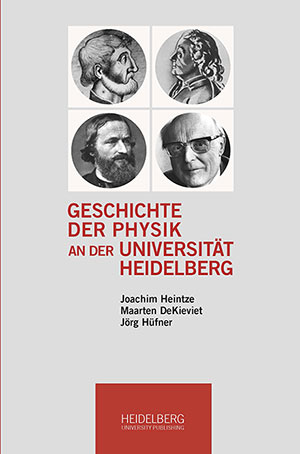 GESCHICHTE
DER PHYSIK
AN DER UNIVERSITÄT
HEIDELBERG
Joachim Heintze
Maarten DeKieviet
Jörg Hüfner
HEIDELBERG
UNIVERSITY PUBLISHING